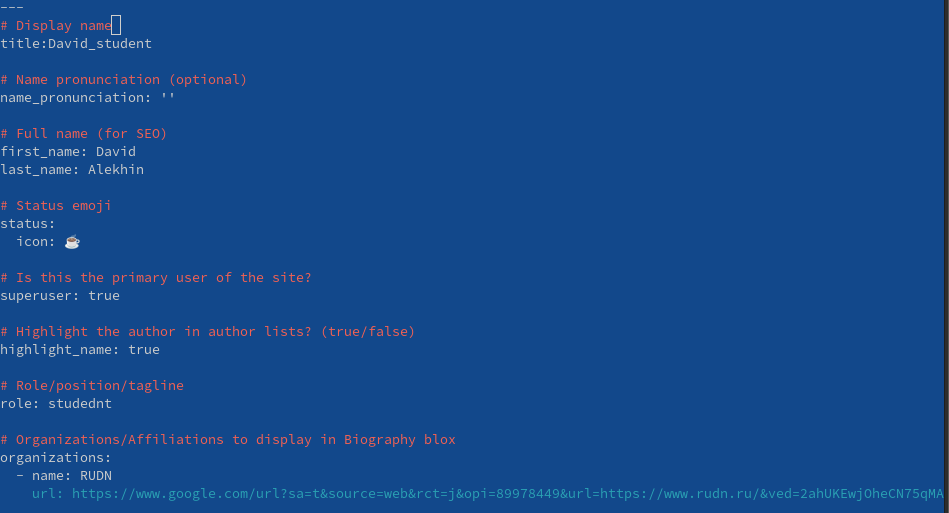 ---
# Display name
title:David_student
# Name pronunciation (optional)
name_pronunciation: ''
# Full name (for SEO)
first_name: David
last_name: Alekhin
# Status emoji
status:
icon: ☕
# Is this the primary user of the site?
superuser: true
# Highlight the author in author lists? (true/false)
highlight_name: true
# Role/position/tagline
role: studednt
# Organizations/Affiliations to display in Biography blox
organizations:
- name: RUDN
url: https://www.google.com/url?sa=t&source=web&rct=j&opi=89978449&url=https://www.rudn.ru/&ved=2ahUKEwjOheCN75qMA